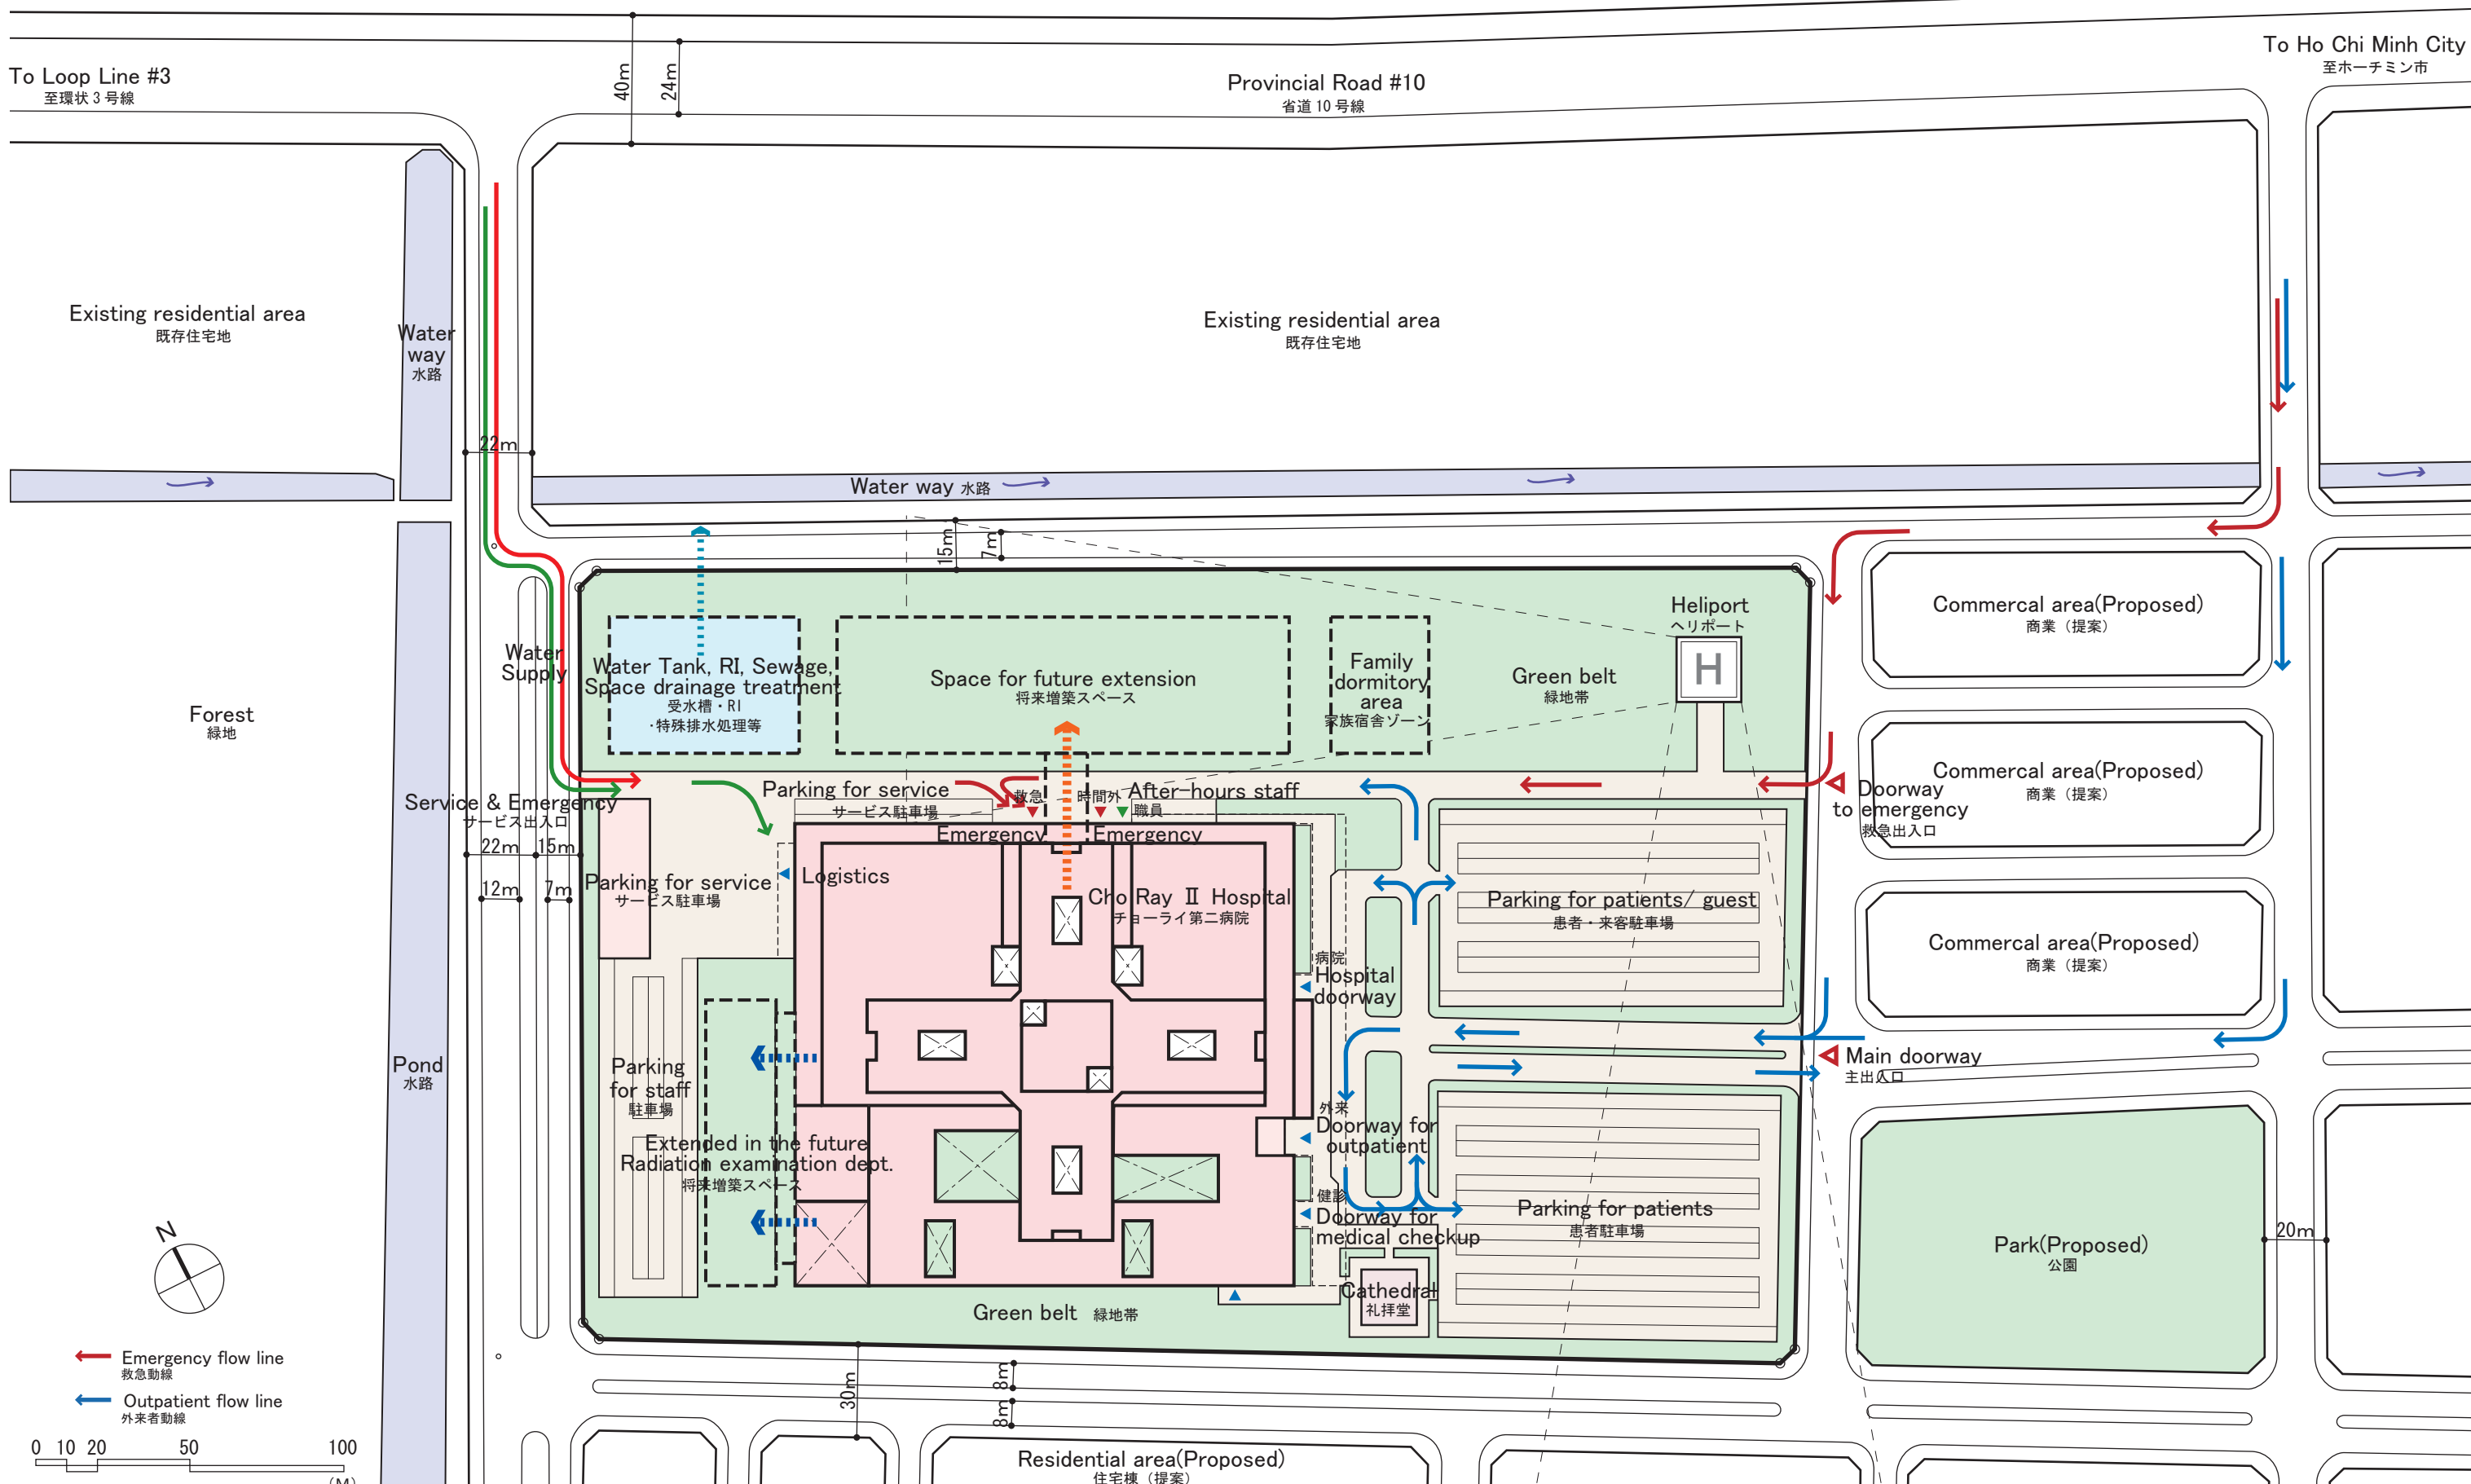 To Ho Chi Minh City
至ホーチミン市
To Loop Line #3
至環状 3 号線
40m
24m
Provincial Road #10
省道 10 号線
Existing residential area
既存住宅地
Water
way
水路
Existing residential area
既存住宅地
22m
Water way 水路
15m
7m
Heliport
ヘリポート
H
Commercal area(Proposed)
商業（提案）
Water
Supply
Water Tank, RI, Sewage,
Space drainage treatment
受水槽・RI
・特殊排水処理等
Space for future extension
将来増築スペース
Family
dormitory
area
家族宿舎ゾーン
Green belt
緑地帯
Forest
緑地
Commercal area(Proposed)
商業（提案）
Service & Emergency
サービス出入口
Parking for service
サービス駐車場
救急
時間外
After-hours staff
職員
Emergency
Emergency
Doorway
to emergency
救急出入口
22m
15m
12m
7m
Parking for service
サービス駐車場
Logistics
Cho Ray Ⅱ Hospital
チョーライ第二病院
Parking for patients/ guest
患者・来客駐車場
Commercal area(Proposed)
商業（提案）
病院
Hospital
doorway
Pond
水路
Parking
for staff
駐車場
Main doorway
主出入口
外来
Doorway for
outpatient
Extended in the future
Radiation examination dept.
将来増築スペース
健診
Doorway for
medical checkup
Parking for patients
患者駐車場
Park(Proposed)
公園
20m
N
Cathedral
礼拝堂
Green belt 緑地帯
Emergency flow line
救急動線
Outpatient flow line
外来者動線
30m
8m
8m
0 10 20 50 100
(M)
Residential area(Proposed)
住宅棟（提案）